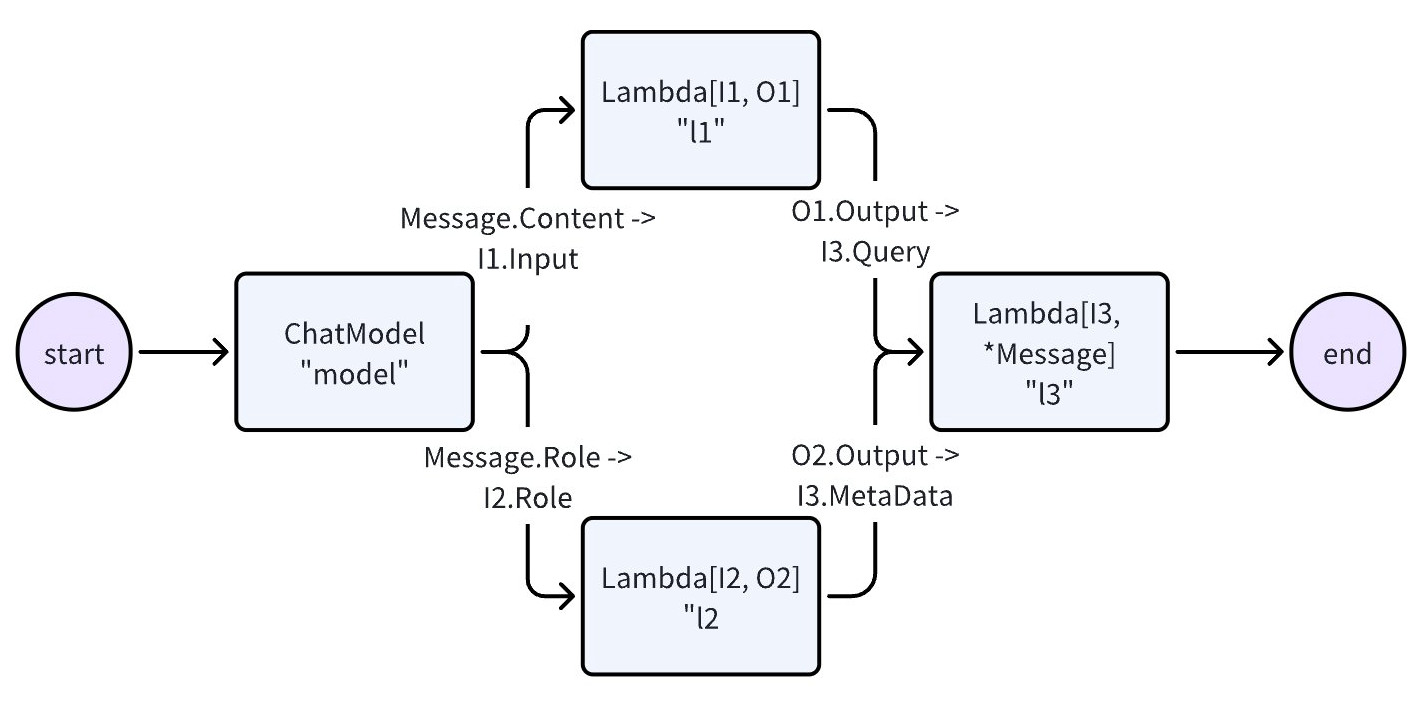 start
ChatModel
"model"
Message.Content ->
I1.Input
Message.Role ->
I2.Role
Lambda[I1, O1]
"l1"
Lambda[I2, O2]
"l2
O1.Output ->
I3.Query
O2.Output ->
I3.MetaData
Lambda[I3,
*Message]
"l3"
end